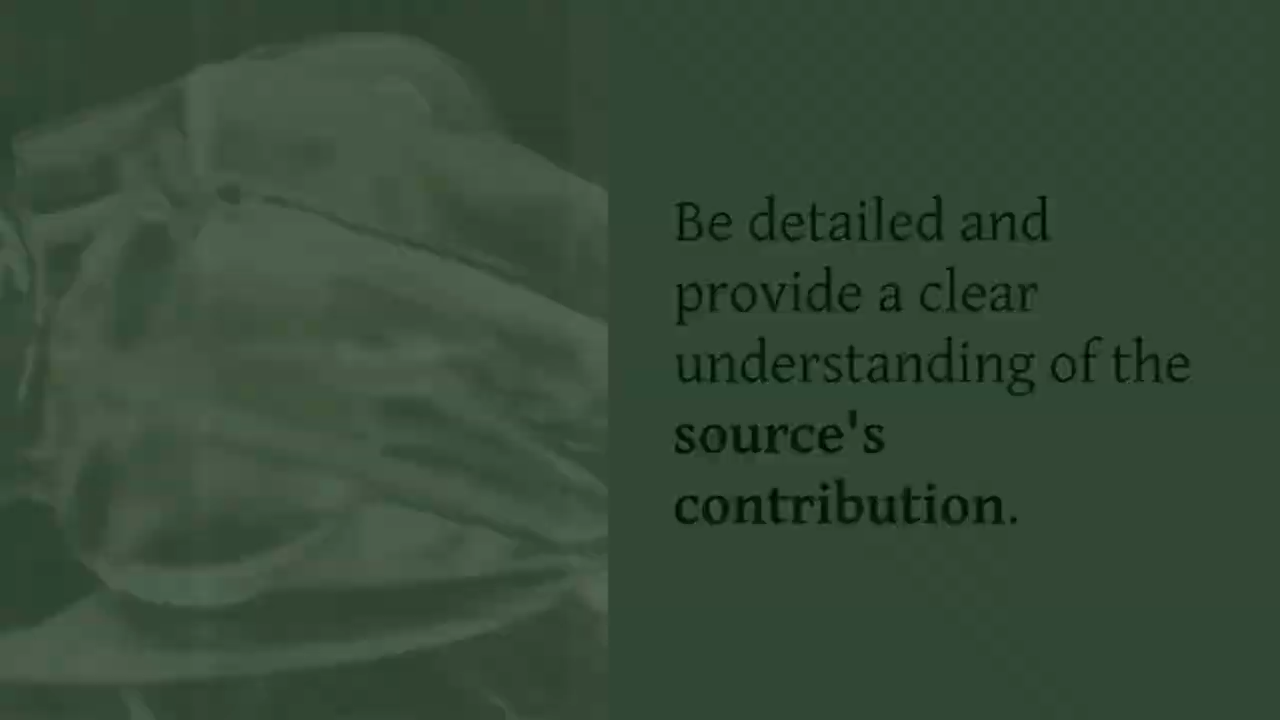 Be detailed and
provide a clear
understanding of the
source's
contribution.